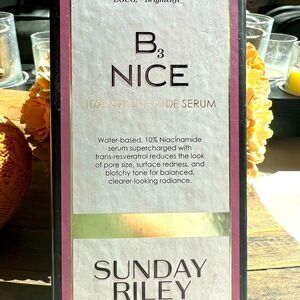 B3
NICE
10% NIACINAMIDE SERUM
Water-based, 10% Niacinamide
serum supercharged with
trans-resveratrol reduces the look
of pore size, surface redness, and
blotchy tone for balanced,
clearer-looking radiance.
SUNDAY
RILEY